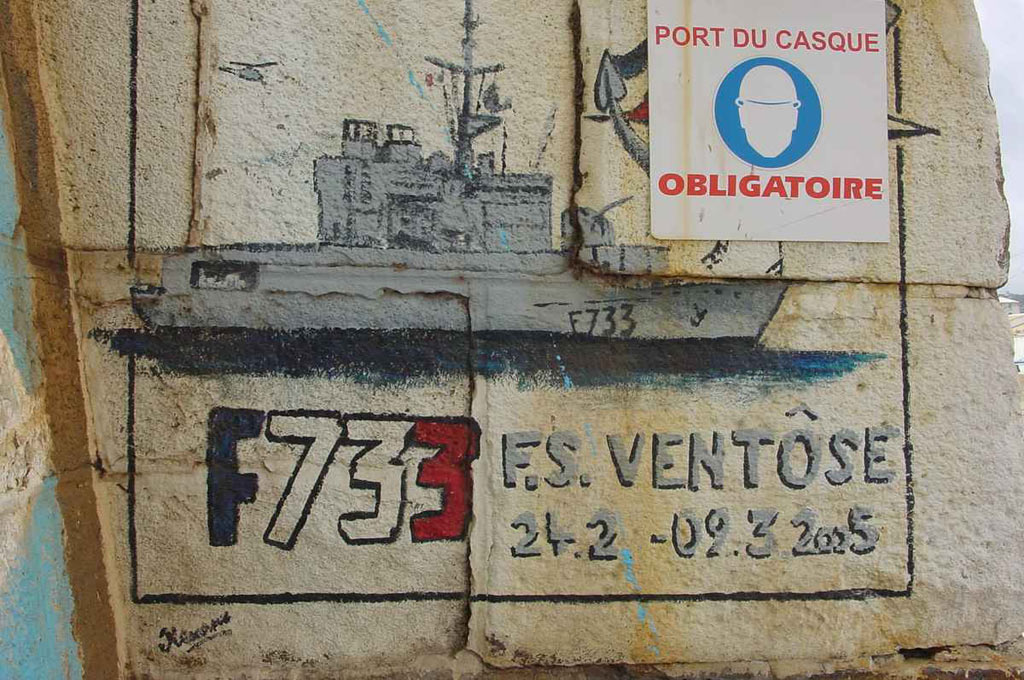 PORT DU CASQUE
OBLIGATOIRE
F733
F733
F.S. VENTÔSE
24.2 -09.3.2005